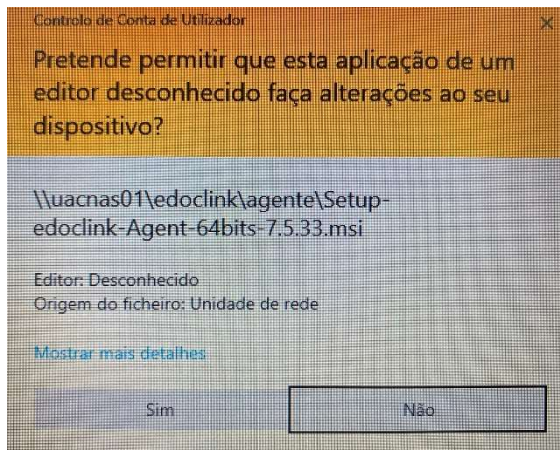 Controlo de Conta de Utilizador
Pretende permitir que esta aplicação de um
editor desconhecido faça alterações ao seu
dispositivo?
\\uacnas01\edoclink\agente\Setup-
edoclink-Agent-64bits-7.5.33.msi
Editor: Desconhecido
Origem do ficheiro: Unidade de rede
Mostrar mais detalhes
Sim
Não